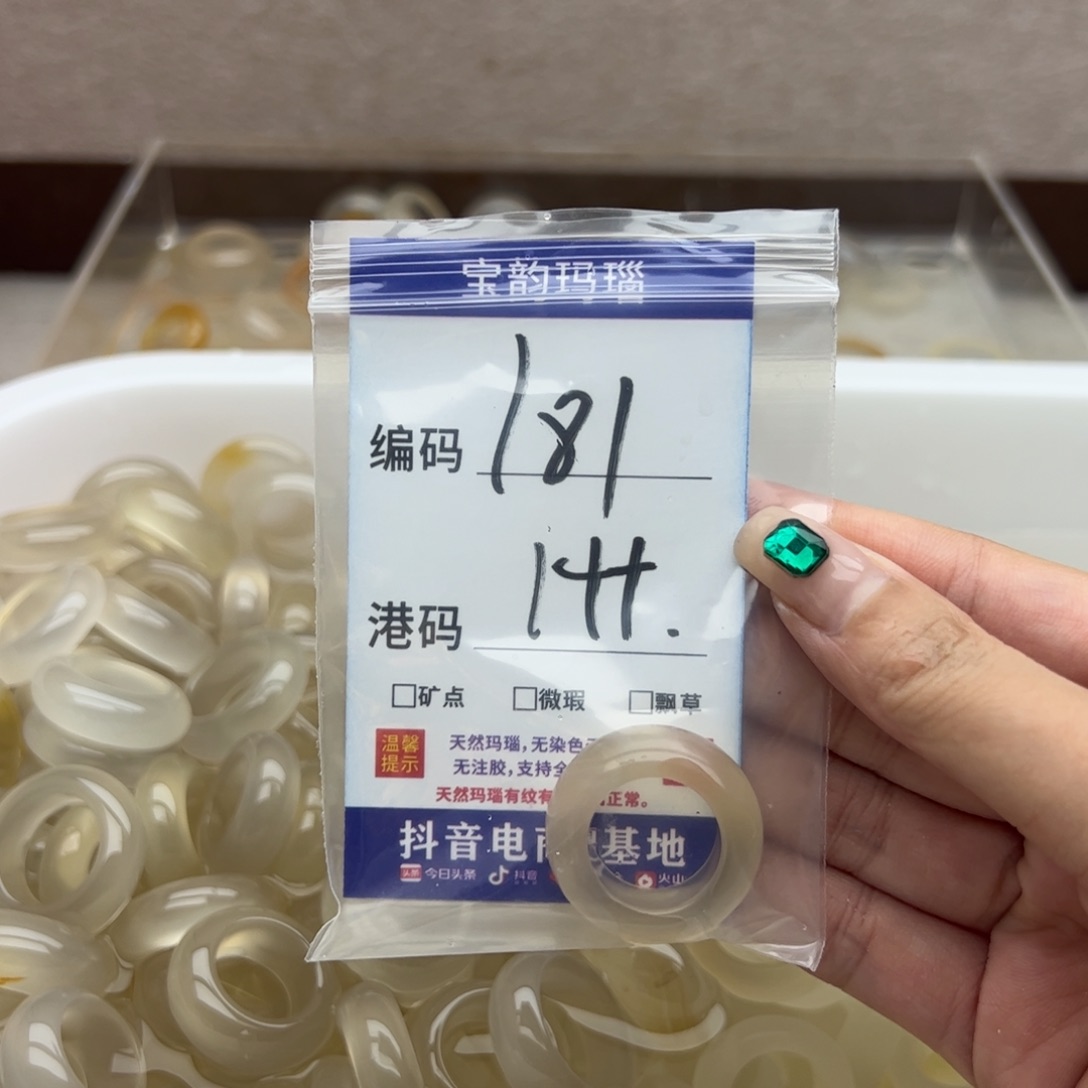 宝韵玛瑙
编码 181
港码 14.
□矿点 □微瑕 □飘草
温馨
提示
天然玛瑙，无染色
无注胶，支持全
天然玛瑙有纹有 正常。
抖音电商 基地
头条 今日头条 抖音 火山